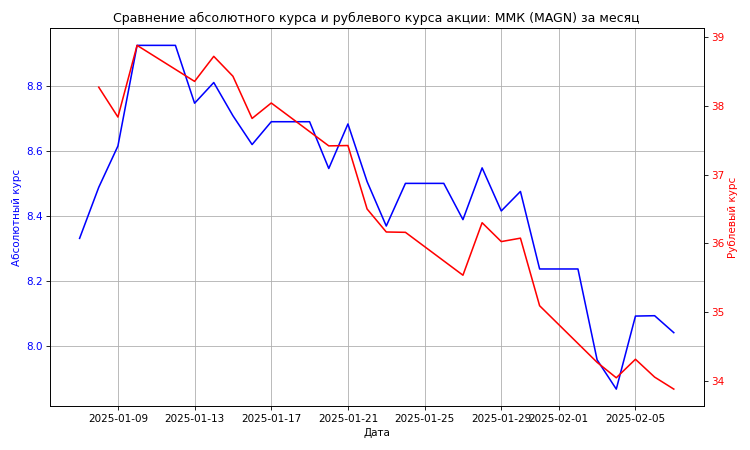 Сравнение абсолютного курса и рублевого курса акции: ММК (MAGN) за месяц
39
8.8
38
8.6
37
Абсолютный курс
Рублевый курс
8.4
36
8.2
35
8.0
34
2025-01-09 2025-01-13 2025-01-17 2025-01-21 2025-01-25 2025-01-29 2025-02-01 2025-02-05
Дата